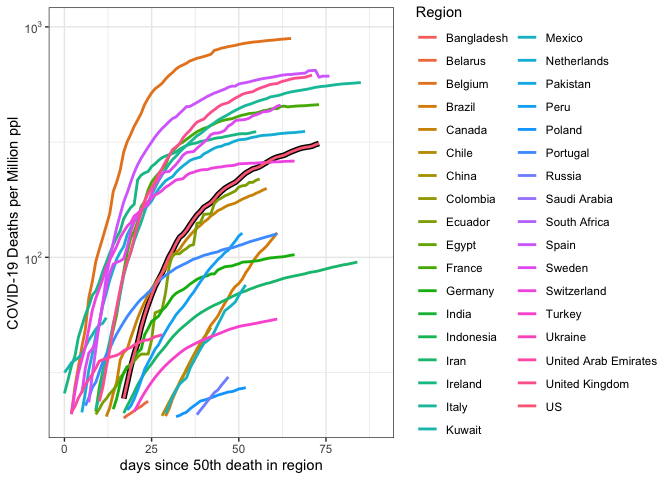 10³
10²
COVID-19 Deaths per Million ppl
0
25
50
75
days since 50th death in region
Region
Bangladesh
Belarus
Belgium
Brazil
Canada
Chile
China
Colombia
Ecuador
Egypt
France
Germany
India
Indonesia
Iran
Ireland
Italy
Kuwait
Mexico
Netherlands
Pakistan
Peru
Poland
Portugal
Russia
Saudi Arabia
South Africa
Spain
Sweden
Switzerland
Turkey
Ukraine
United Arab Emirates
United Kingdom
US